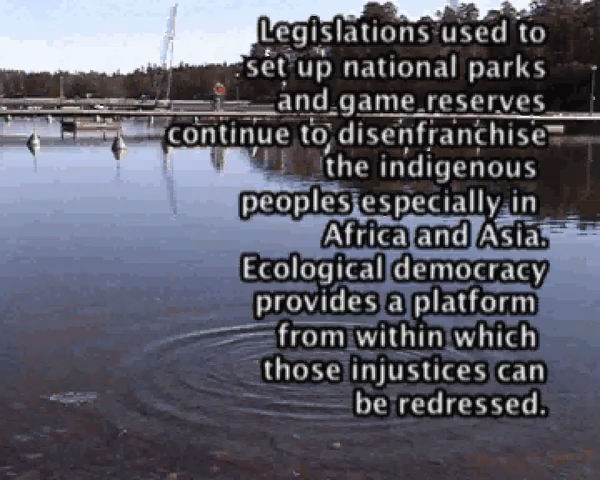 Legislations used to
set up national parks
and game reserves
continue to disenfranchise
the indigenous
peoples especially in
Africa and Asia.
Ecological democracy
provides a platform
from within which
those injustices can
be redressed.